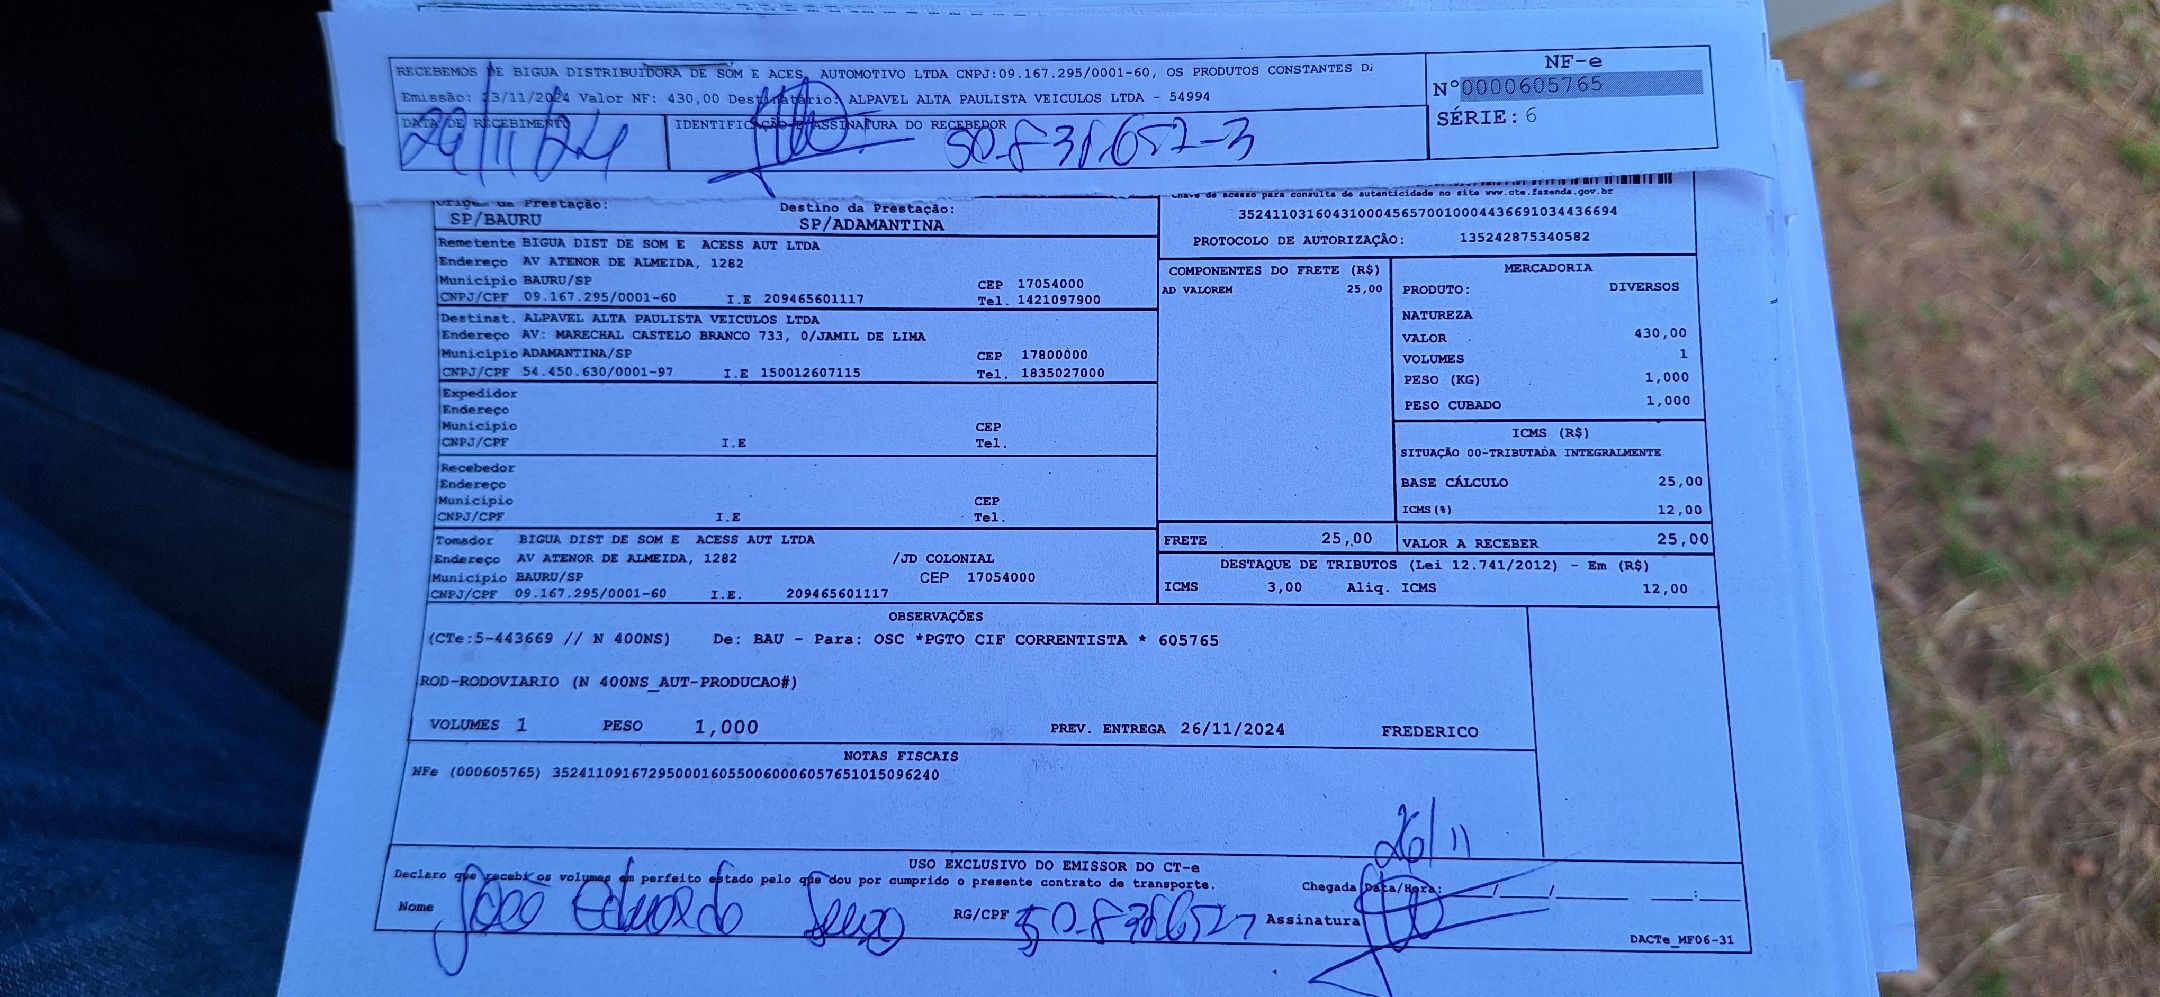 RECEBEMOS DE BIGUA DISTRIBUIDORA DE SOM E ACES. AUTOMOTIVO LTDA CNPJ:09.167.295/0001-60, OS PRODUTOS CONSTANTES DA
Emissão: 23/11/2024 Valor NF: 430,00 Destinatário: ALPAVEL ALTA PAULISTA VEICULOS LTDA - 54994
DATA DE RECEBIMENTO
IDENTIFICAÇÃO E ASSINATURA DO RECEBEDOR
26/11/24
NF-e
Nº0000605765
SÉRIE: 6
Origem da Prestação:
SP/BAURU
Destino da Prestação:
SP/ADAMANTINA
Chave de acesso para consulta de autenticidade no site www.cte.fazenda.gov.br
35241103160431000456570010004436691034436694
PROTOCOLO DE AUTORIZAÇÃO: 135242875340582
Remetente BIGUA DIST DE SOM E ACESS AUT LTDA
Endereço AV ATENOR DE ALMEIDA, 1282
Município BAURU/SP CEP 17054000
CNPJ/CPF 09.167.295/0001-60 I.E 209465601117 Tel. 1421097900
Destinat. ALPAVEL ALTA PAULISTA VEICULOS LTDA
Endereço AV: MARECHAL CASTELO BRANCO 733, 0/JAMIL DE LIMA
Município ADAMANTINA/SP CEP 17800000
CNPJ/CPF 54.450.630/0001-97 I.E 150012607115 Tel. 1835027000
Expedidor
Endereço
Município CEP
CNPJ/CPF I.E Tel.
Recebedor
Endereço
Município CEP
CNPJ/CPF I.E Tel.
Tomador BIGUA DIST DE SOM E ACESS AUT LTDA
Endereço AV ATENOR DE ALMEIDA, 1282 /JD COLONIAL
Município BAURU/SP CEP 17054000
CNPJ/CPF 09.167.295/0001-60 I.E. 209465601117
COMPONENTES DO FRETE (R$)
AD VALOREM 25,00
MERCADORIA
PRODUTO: DIVERSOS
NATUREZA
VALOR 430,00
VOLUMES 1
PESO (KG) 1,000
PESO CUBADO 1,000
ICMS (R$)
SITUAÇÃO 00-TRIBUTADA INTEGRALMENTE
BASE CÁLCULO 25,00
ICMS(%) 12,00
FRETE 25,00
VALOR A RECEBER 25,00
DESTAQUE DE TRIBUTOS (Lei 12.741/2012) - Em (R$)
ICMS 3,00 Aliq. ICMS 12,00
OBSERVAÇÕES
(CTe:5-443669 // N 400NS) De: BAU - Para: OSC *PGTO CIF CORRENTISTA * 605765
ROD-RODOVIARIO (N 400NS_AUT-PRODUCAO#)
VOLUMES 1 PESO 1,000 PREV. ENTREGA 26/11/2024 FREDERICO
NOTAS FISCAIS
NFe (000605765) 35241109167295000160550060006057651015096240
26/11
USO EXCLUSIVO DO EMISSOR DO CT-e
Declaro que recebi os volumes em perfeito estado pelo que dou por cumprido o presente contrato de transporte.
Chegada Data/Hora: __/__/____ __:__
Nome João Eduardo RG/CPF Assinatura
DACTe_MF06-31